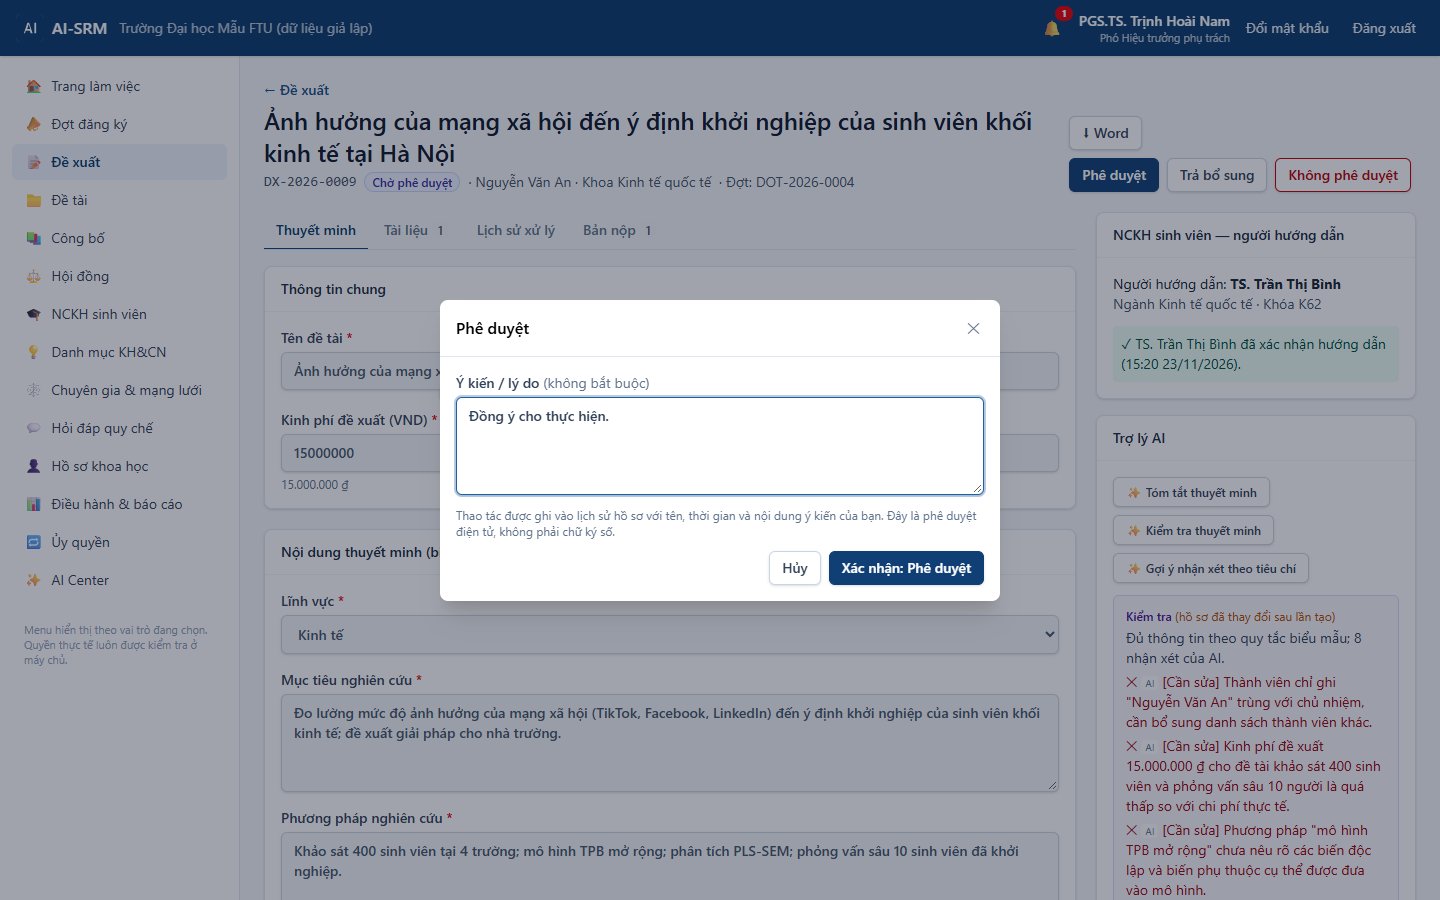 AI AI-SRM Trường Đại học Mẫu FTU (dữ liệu giả lập)
1
PGS.TS. Trịnh Hoài Nam
Phó Hiệu trưởng phụ trách
Đổi mật khẩu
Đăng xuất
Trang làm việc
Đợt đăng ký
Đề xuất
Đề tài
Công bố
Hội đồng
NCKH sinh viên
Danh mục KH&CN
Chuyên gia & mạng lưới
Hỏi đáp quy chế
Hồ sơ khoa học
Điều hành & báo cáo
Ủy quyền
AI Center
Menu hiển thị theo vai trò đang chọn.
Quyền thực tế luôn được kiểm tra ở
máy chủ.
← Đề xuất
Ảnh hưởng của mạng xã hội đến ý định khởi nghiệp của sinh viên khối
kinh tế tại Hà Nội
DX-2026-0009 Chờ phê duyệt · Nguyễn Văn An · Khoa Kinh tế quốc tế · Đợt: DOT-2026-0004
⬇ Word
Phê duyệt
Trả bổ sung
Không phê duyệt
Thuyết minh
Tài liệu 1
Lịch sử xử lý
Bản nộp 1
Thông tin chung
Tên đề tài *
Ảnh hưởng của mạng x
Kinh phí đề xuất (VND) *
15000000
15.000.000 ₫
Nội dung thuyết minh (b
Lĩnh vực *
Kinh tế
Mục tiêu nghiên cứu *
Đo lường mức độ ảnh hưởng của mạng xã hội (TikTok, Facebook, LinkedIn) đến ý định khởi nghiệp của sinh viên khối
kinh tế; đề xuất giải pháp cho nhà trường.
Phương pháp nghiên cứu *
Khảo sát 400 sinh viên tại 4 trường; mô hình TPB mở rộng; phân tích PLS-SEM; phỏng vấn sâu 10 sinh viên đã khởi
nghiệp.
Phê duyệt
Ý kiến / lý do (không bắt buộc)
Đồng ý cho thực hiện.
Thao tác được ghi vào lịch sử hồ sơ với tên, thời gian và nội dung ý kiến của bạn. Đây là phê duyệt
điện tử, không phải chữ ký số.
Hủy
Xác nhận: Phê duyệt
NCKH sinh viên — người hướng dẫn
Người hướng dẫn: TS. Trần Thị Bình
Ngành Kinh tế quốc tế · Khóa K62
✓ TS. Trần Thị Bình đã xác nhận hướng dẫn
(15:20 23/11/2026).
Trợ lý AI
✨ Tóm tắt thuyết minh
✨ Kiểm tra thuyết minh
✨ Gợi ý nhận xét theo tiêu chí
Kiểm tra (hồ sơ đã thay đổi sau lần tạo)
Đủ thông tin theo quy tắc biểu mẫu; 8
nhận xét của AI.
✕ AI [Cần sửa] Thành viên chỉ ghi
"Nguyễn Văn An" trùng với chủ nhiệm,
cần bổ sung danh sách thành viên khác.
✕ AI [Cần sửa] Kinh phí đề xuất
15.000.000 ₫ cho đề tài khảo sát 400 sinh
viên và phỏng vấn sâu 10 người là quá
thấp so với chi phí thực tế.
✕ AI [Cần sửa] Phương pháp "mô hình
TPB mở rộng" chưa nêu rõ các biến độc
lập và biến phụ thuộc cụ thể được đưa
vào mô hình.